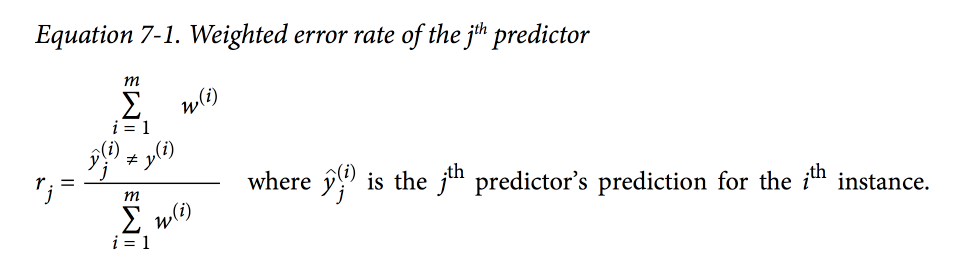 Equation 7-1. Weighted error rate of the jth predictor
m
∑ w(i)
i = 1
ŷj(i) ≠ y(i)
rj = where ŷj(i) is the jth predictor’s prediction for the ith instance.
m
∑ w(i)
i = 1